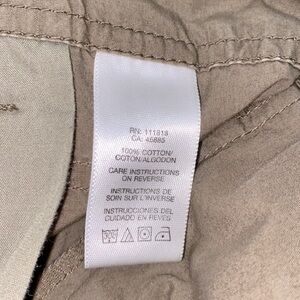 RN: 111818
CA: 45885
100% COTTON/
COTON/ALGODON
CARE INSTRUCTIONS
ON REVERSE
INSTRUCTIONS DE
SOIN SUR L'INVERSE
INSTRUCCIONES DEL
CUIDADO EN REVES